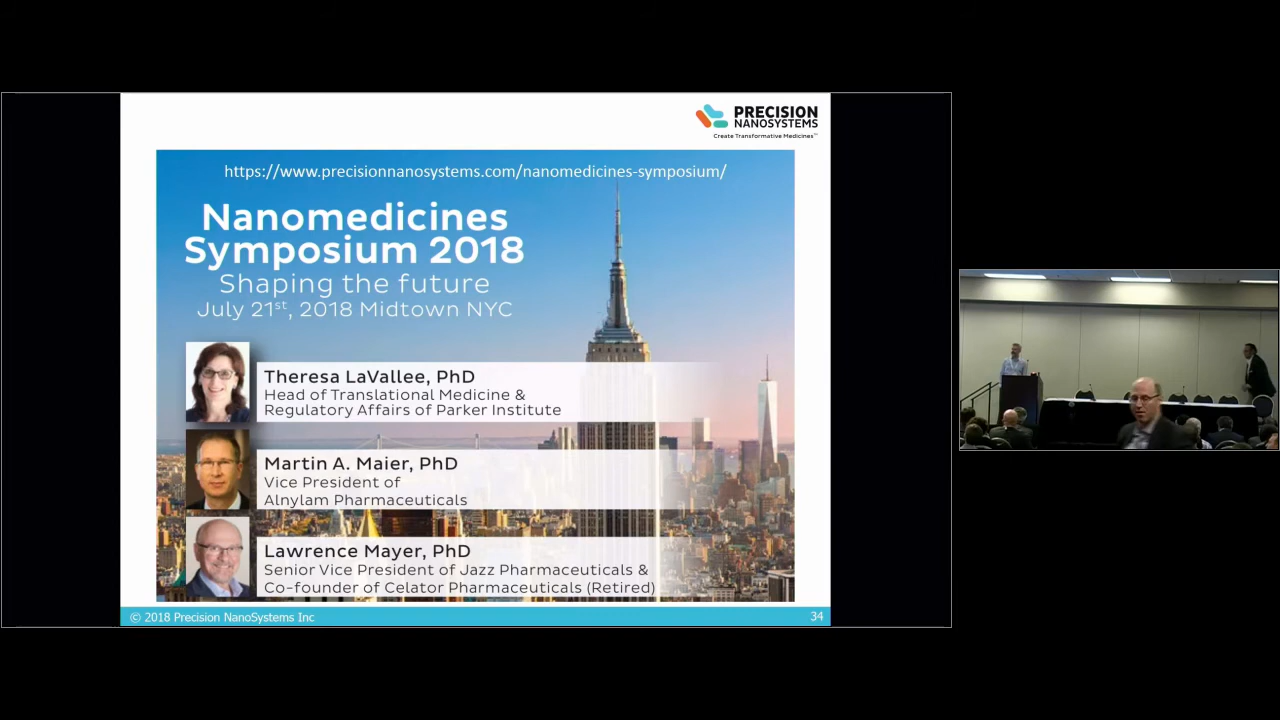 PRECISION
NANOSYSTEMS
Create Transformative Medicines™
https://www.precisionnanosystems.com/nanomedicines-symposium/
Nanomedicines
Symposium 2018
Shaping the future
July 21st, 2018 Midtown NYC
Theresa LaVallee, PhD
Head of Translational Medicine &
Regulatory Affairs of Parker Institute
Martin A. Maier, PhD
Vice President of
Alnylam Pharmaceuticals
Lawrence Mayer, PhD
Senior Vice President of Jazz Pharmaceuticals &
Co-founder of Celator Pharmaceuticals (Retired)
© 2018 Precision NanoSystems Inc
34